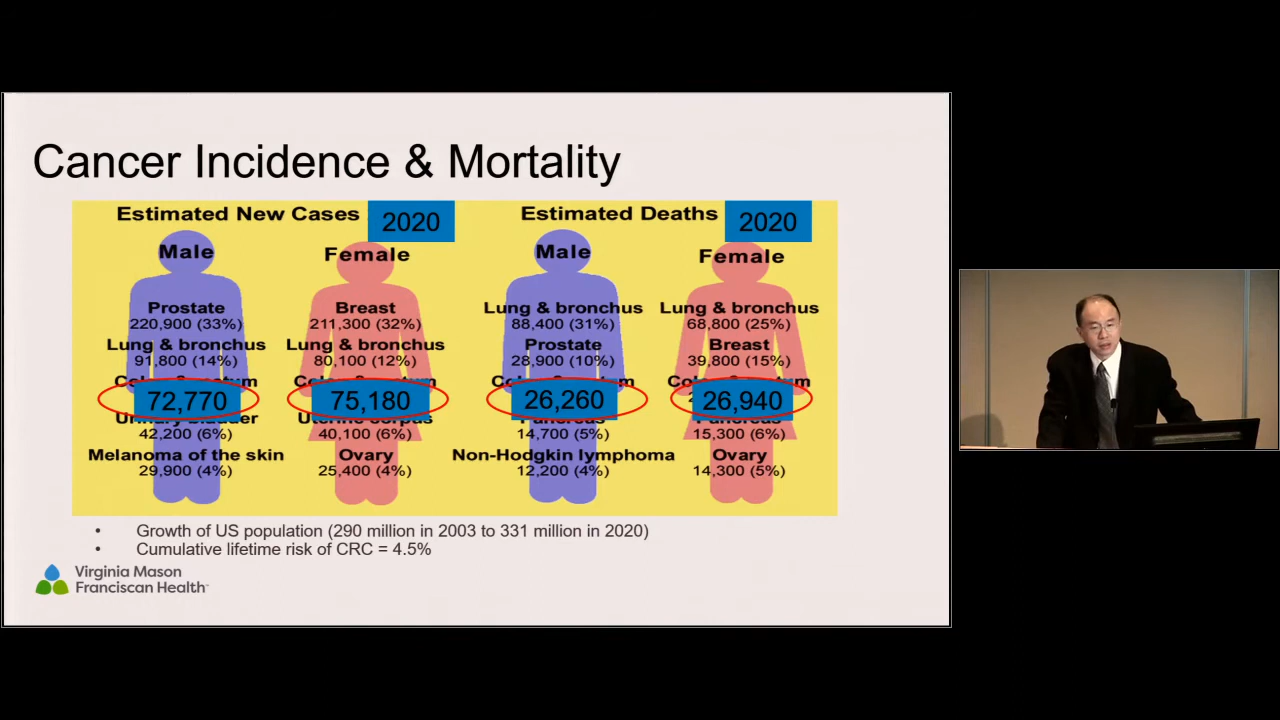 Cancer Incidence & Mortality
Estimated New Cases 2020
Estimated Deaths 2020
Male
Female
Male
Female
Prostate
220,900 (33%)
Breast
211,300 (32%)
Lung & bronchus
88,400 (31%)
Lung & bronchus
68,800 (25%)
Lung & bronchus
91,800 (14%)
Lung & bronchus
80,100 (12%)
Prostate
28,900 (10%)
Breast
39,800 (15%)
72,770
75,180
26,260
26,940
42,200 (6%)
40,100 (6%)
14,700 (5%)
15,300 (6%)
Melanoma of the skin
29,900 (4%)
Ovary
25,400 (4%)
Non-Hodgkin lymphoma
12,200 (4%)
Ovary
14,300 (5%)
• Growth of US population (290 million in 2003 to 331 million in 2020)
• Cumulative lifetime risk of CRC = 4.5%
Virginia Mason
Franciscan Health